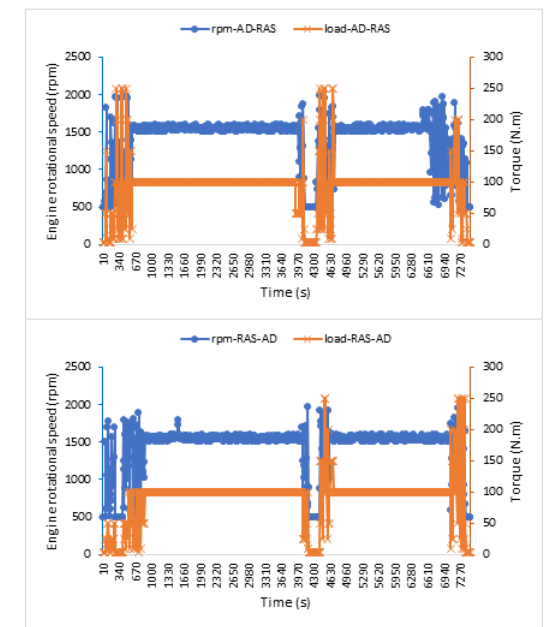 rpm-AD-RAS load-AD-RAS
2500 300
2000 250
1500 200
1000 150
500 100
0 50
0
Engine rotational speed (rpm)
Torque (N.m)
10 340 670 1000 1330 1660 1990 2320 2650 2980 3310 3640 3970 4300 4630 4960 5290 5620 5950 6280 6610 6940 7270
Time (s)
rpm-RAS-AD load-RAS-AD
2500 300
2000 250
1500 200
1000 150
500 100
0 50
0
Engine rotational speed (rpm)
Torque (N.m)
10 340 670 1000 1330 1660 1990 2320 2650 2980 3310 3640 3970 4300 4630 4960 5290 5620 5950 6280 6610 6940 7270
Time (s)